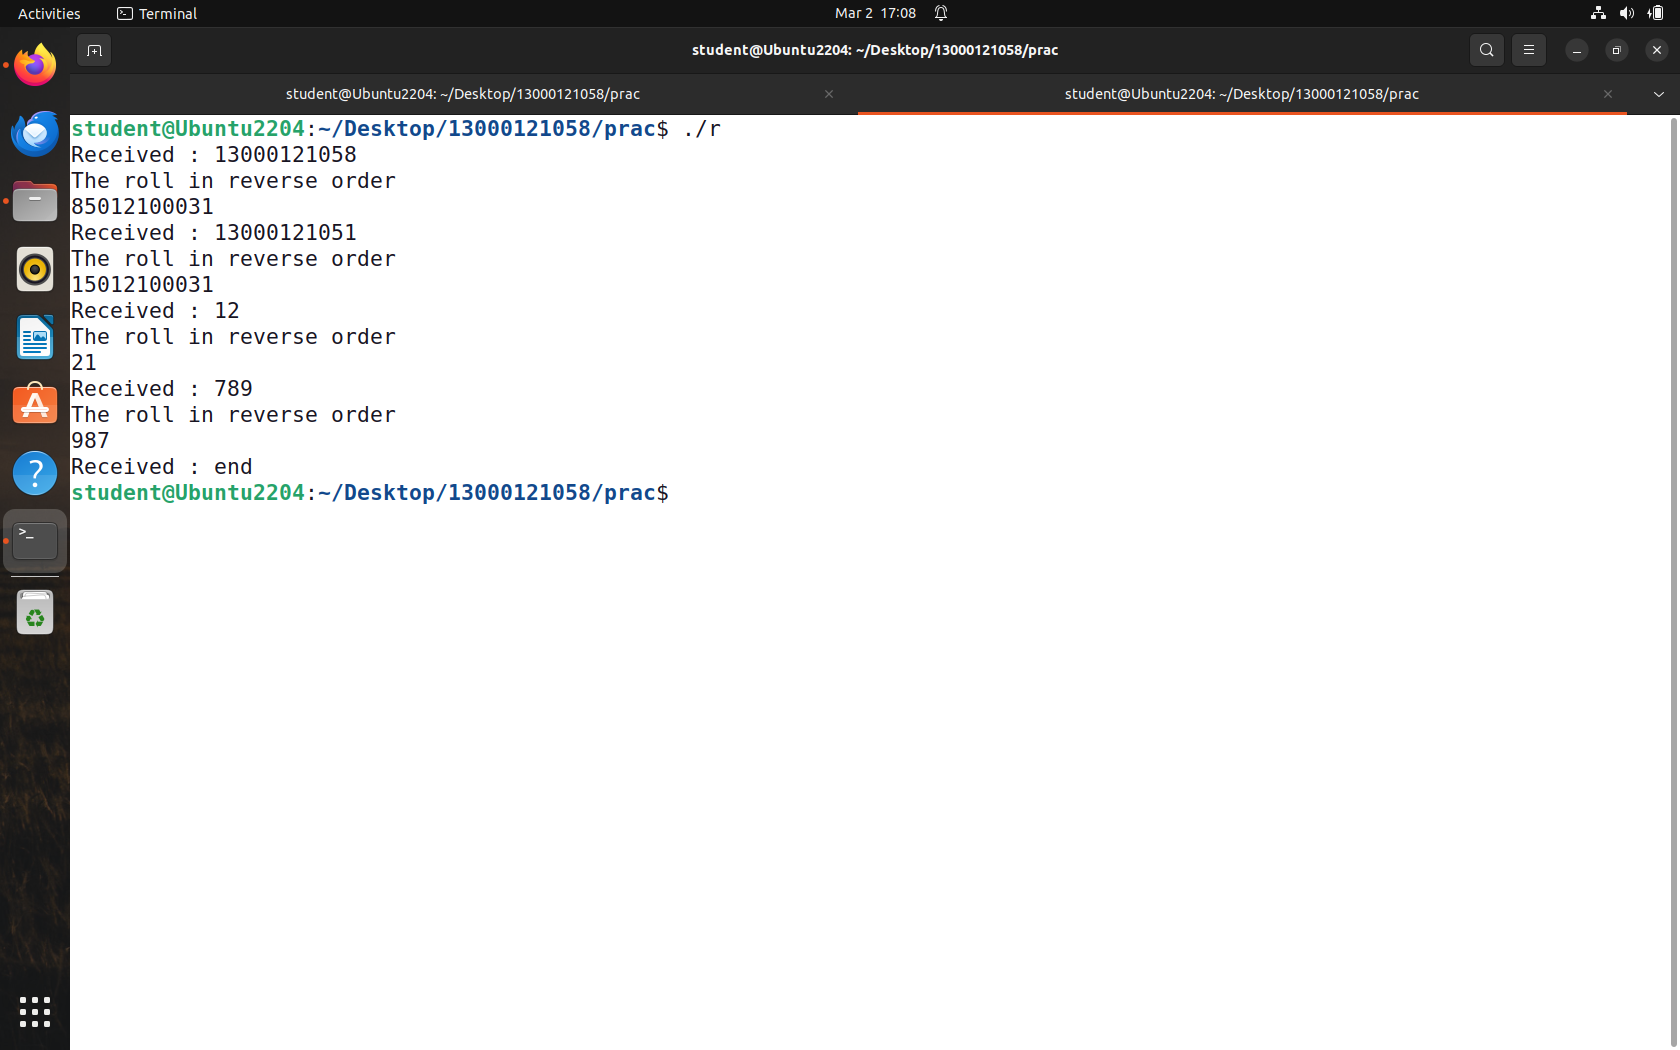 Activities Terminal Mar 2 17:08
student@Ubuntu2204: ~/Desktop/13000121058/prac
student@Ubuntu2204: ~/Desktop/13000121058/prac student@Ubuntu2204: ~/Desktop/13000121058/prac
student@Ubuntu2204:~/Desktop/13000121058/prac$ ./r
Received : 13000121058
The roll in reverse order
85012100031
Received : 13000121051
The roll in reverse order
15012100031
Received : 12
The roll in reverse order
21
Received : 789
The roll in reverse order
987
Received : end
student@Ubuntu2204:~/Desktop/13000121058/prac$